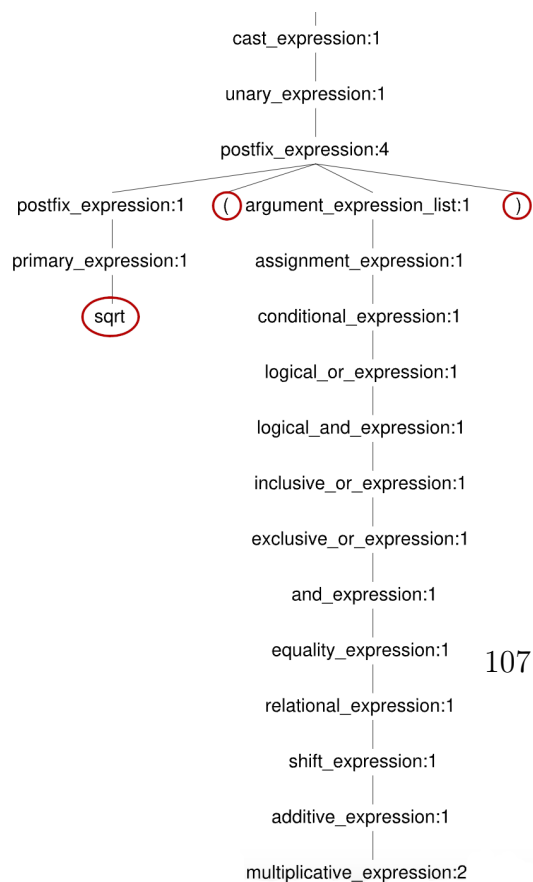 cast_expression:1
unary_expression:1
postfix_expression:4
postfix_expression:1 ( argument_expression_list:1 )
primary_expression:1 assignment_expression:1
sqrt conditional_expression:1
logical_or_expression:1
logical_and_expression:1
inclusive_or_expression:1
exclusive_or_expression:1
and_expression:1
equality_expression:1
107
relational_expression:1
shift_expression:1
additive_expression:1
multiplicative_expression:2